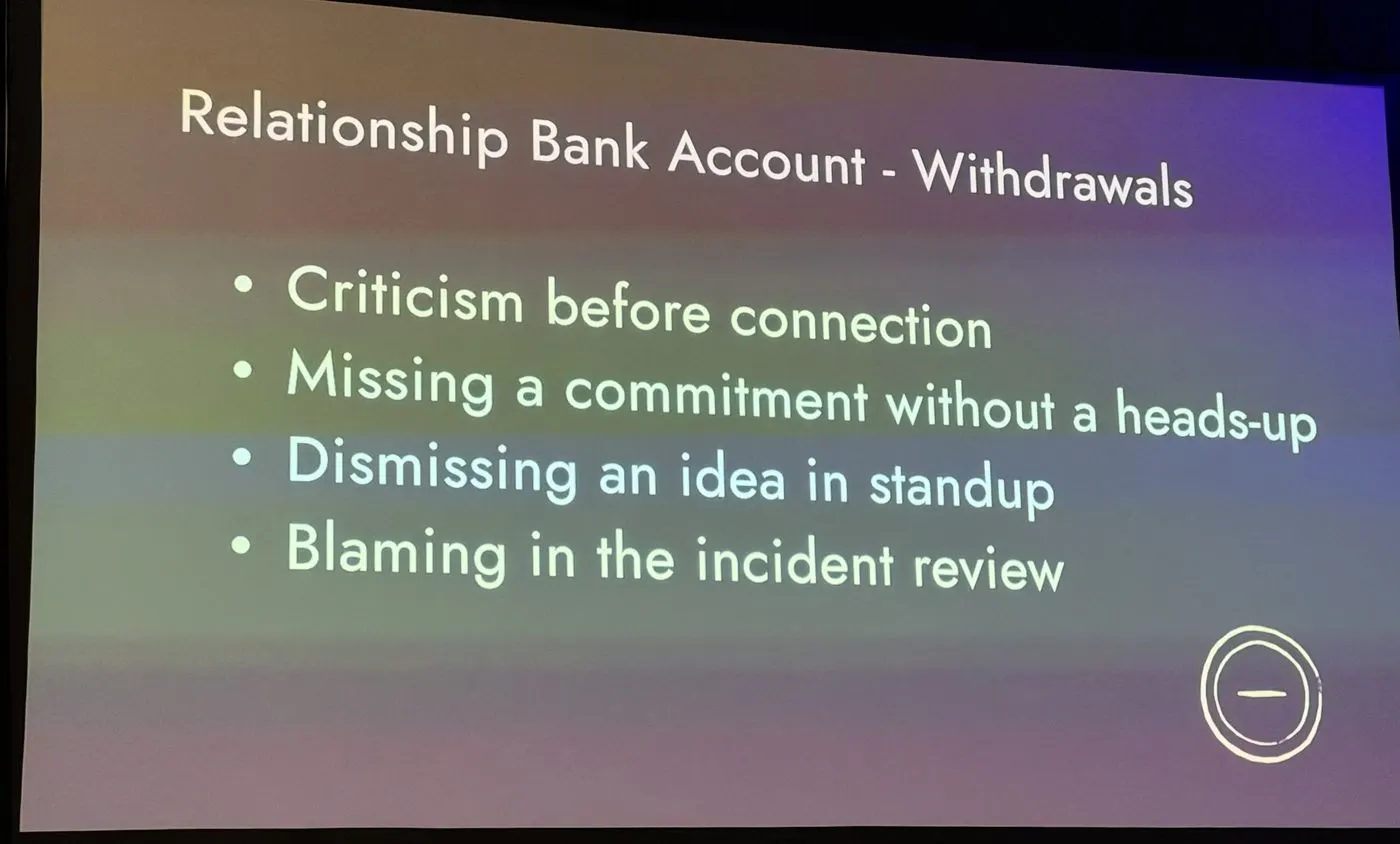 Relationship Bank Account - Withdrawals
• Criticism before connection
• Missing a commitment without a heads-up
• Dismissing an idea in standup
• Blaming in the incident review